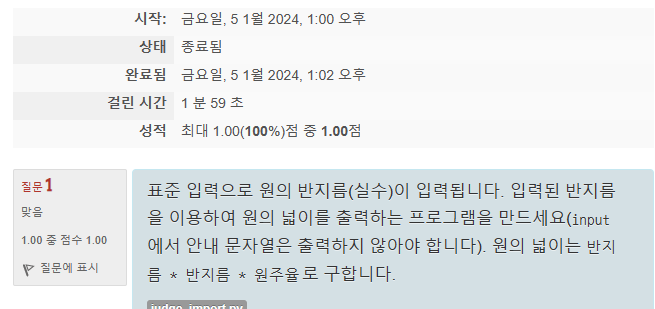 시작: 금요일, 5 1월 2024, 1:00 오후
상태 종료됨
완료됨 금요일, 5 1월 2024, 1:02 오후
걸린 시간 1 분 59 초
성적 최대 1.00(100%)점 중 1.00점
질문 1
맞음
1.00 중 점수 1.00
질문에 표시
표준 입력으로 원의 반지름(실수)이 입력됩니다. 입력된 반지름
을 이용하여 원의 넓이를 출력하는 프로그램을 만드세요(input
에서 안내 문자열은 출력하지 않아야 합니다). 원의 넓이는 반지
름 * 반지름 * 원주율로 구합니다.
judge_import.py